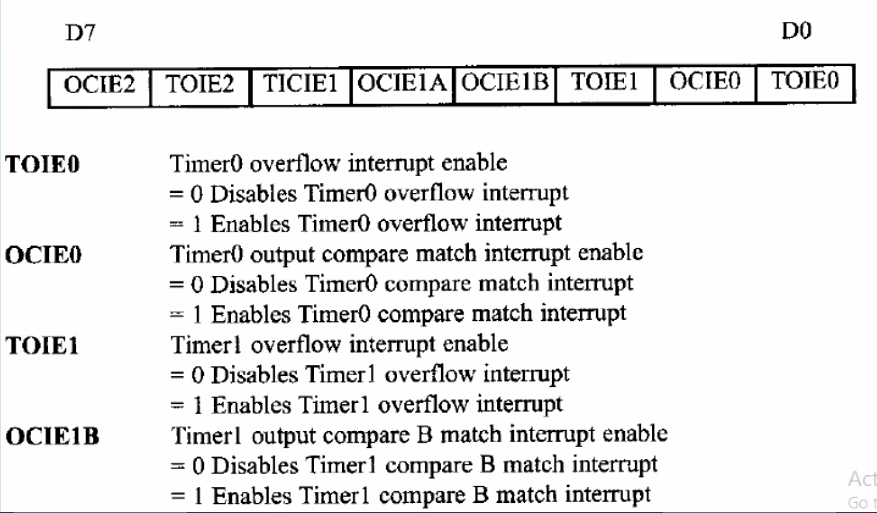 D7 D0
OCIE2 TOIE2 TICIE1 OCIE1A OCIE1B TOIE1 OCIE0 TOIE0
TOIE0 Timer0 overflow interrupt enable
= 0 Disables Timer0 overflow interrupt
= 1 Enables Timer0 overflow interrupt
OCIE0 Timer0 output compare match interrupt enable
= 0 Disables Timer0 compare match interrupt
= 1 Enables Timer0 compare match interrupt
TOIE1 Timer1 overflow interrupt enable
= 0 Disables Timer1 overflow interrupt
= 1 Enables Timer1 overflow interrupt
OCIE1B Timer1 output compare B match interrupt enable
= 0 Disables Timer1 compare B match interrupt
= 1 Enables Timer1 compare B match interrupt
Act
Go t